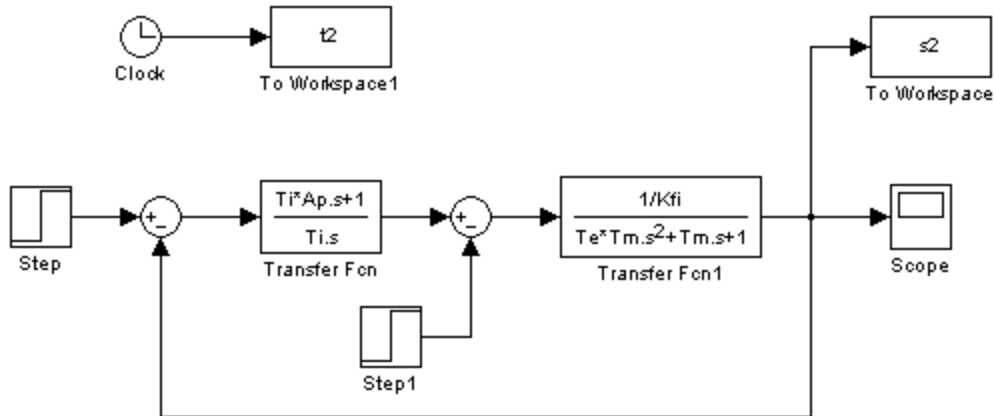 t2
Clock
To Workspace1
s2
To Workspace
Step
+
−
Ti*Ap.s+1
Ti.s
Transfer Fcn
+
−
Step1
1/Kfi
Te*Tm.s2+Tm.s+1
Transfer Fcn1
Scope